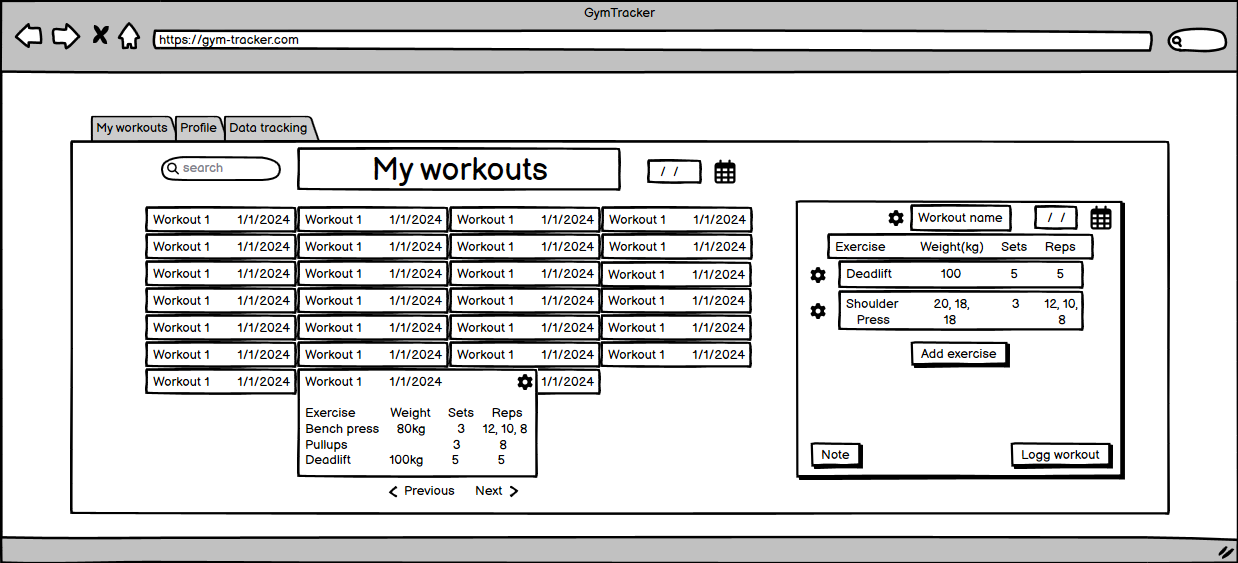 GymTracker
https://gym-tracker.com
My workouts Profile Data tracking
search My workouts / /
Workout 1 1/1/2024 Workout 1 1/1/2024 Workout 1 1/1/2024 Workout 1 1/1/2024
Workout 1 1/1/2024 Workout 1 1/1/2024 Workout 1 1/1/2024 Workout 1 1/1/2024
Workout 1 1/1/2024 Workout 1 1/1/2024 Workout 1 1/1/2024 Workout 1 1/1/2024
Workout 1 1/1/2024 Workout 1 1/1/2024 Workout 1 1/1/2024 Workout 1 1/1/2024
Workout 1 1/1/2024 Workout 1 1/1/2024 Workout 1 1/1/2024 Workout 1 1/1/2024
Workout 1 1/1/2024 Workout 1 1/1/2024 Workout 1 1/1/2024 Workout 1 1/1/2024
Workout 1 1/1/2024 Workout 1 1/1/2024 1/1/2024
Exercise Weight Sets Reps
Bench press 80kg 3 12, 10, 8
Pullups 3 8
Deadlift 100kg 5 5
Previous Next
Workout name / /
Exercise Weight(kg) Sets Reps
Deadlift 100 5 5
Shoulder 20, 18, 3 12, 10,
Press 18 8
Add exercise
Note Logg workout